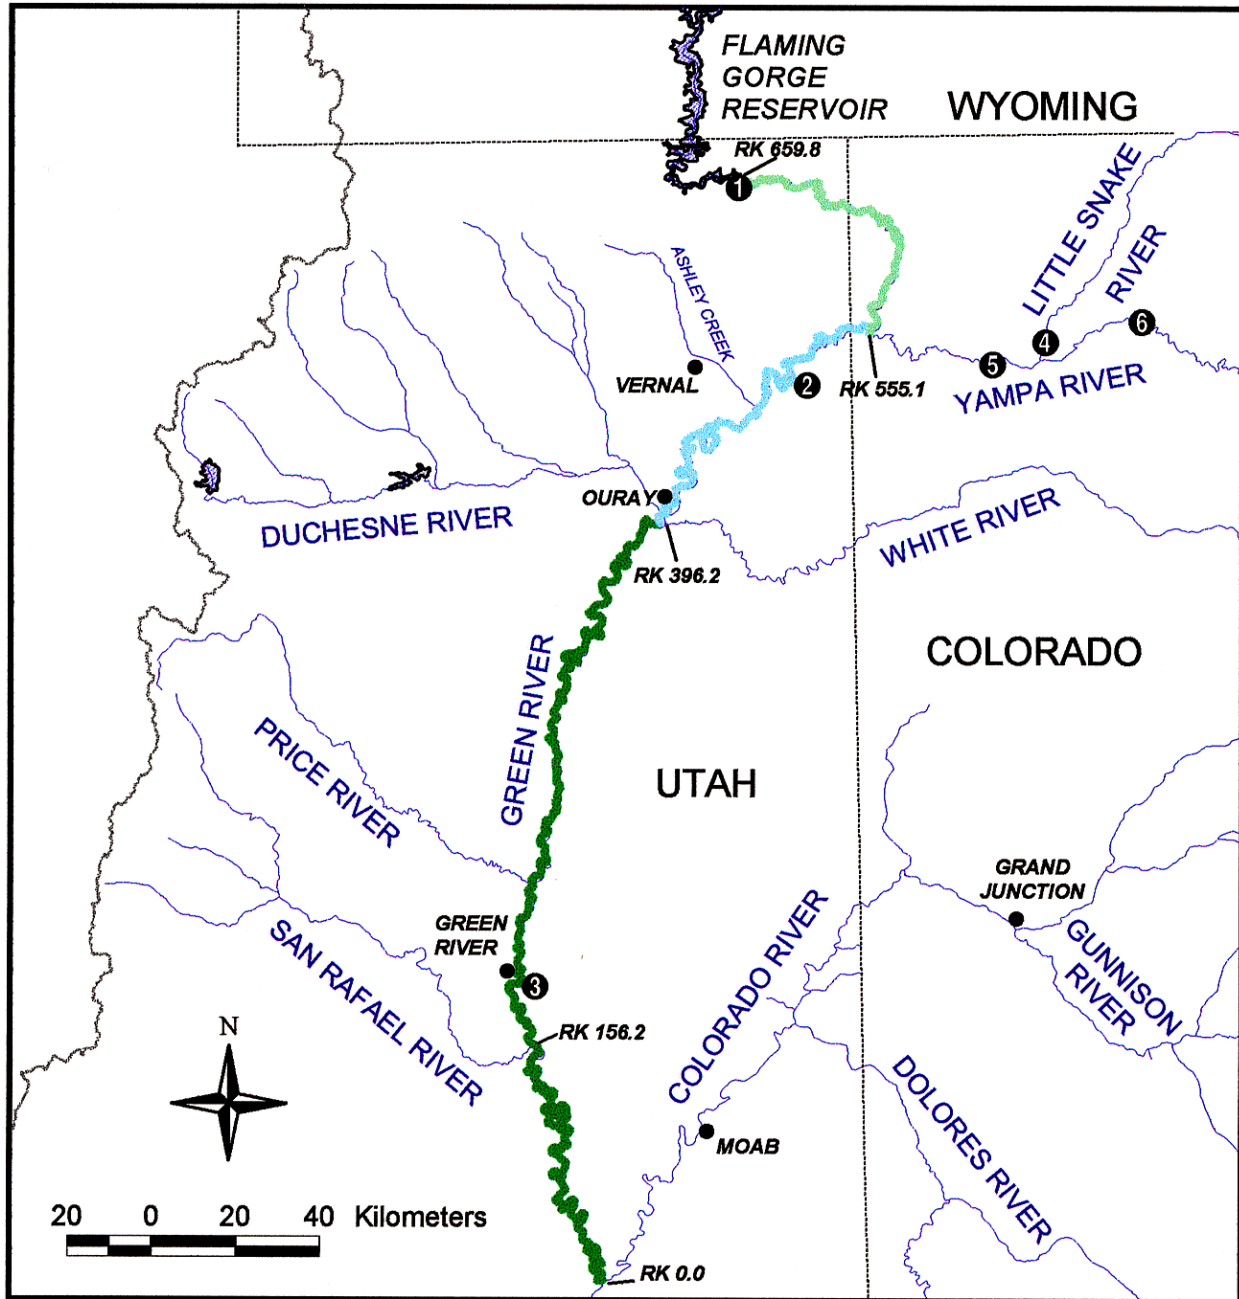 FLAMING
GORGE
RESERVOIR
WYOMING
RK 659.8
1
LITTLE SNAKE
RIVER
ASHLEY CREEK
6
4
5
VERNAL
2
RK 555.1
YAMPA RIVER
OURAY
DUCHESNE RIVER
WHITE RIVER
RK 396.2
COLORADO
GREEN RIVER
PRICE RIVER
UTAH
GRAND
JUNCTION
GREEN
RIVER
3
SAN RAFAEL RIVER
COLORADO RIVER
GUNNISON
RIVER
N
RK 156.2
DOLORES RIVER
MOAB
20 0 20 40 Kilometers
RK 0.0